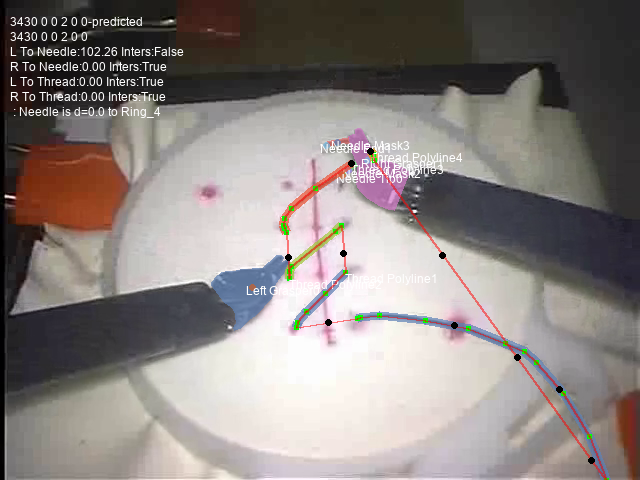 3430 0 0 2 0 0-predicted
3430 0 0 2 0 0
L To Needle:102.26 Inters:False
R To Needle:0.00 Inters:True
L To Thread:0.00 Inters:True
R To Thread:0.00 Inters:True
: Needle is d=0.0 to Ring_4
Needle Mask3
Thread Polyline4
Thread Polyline1